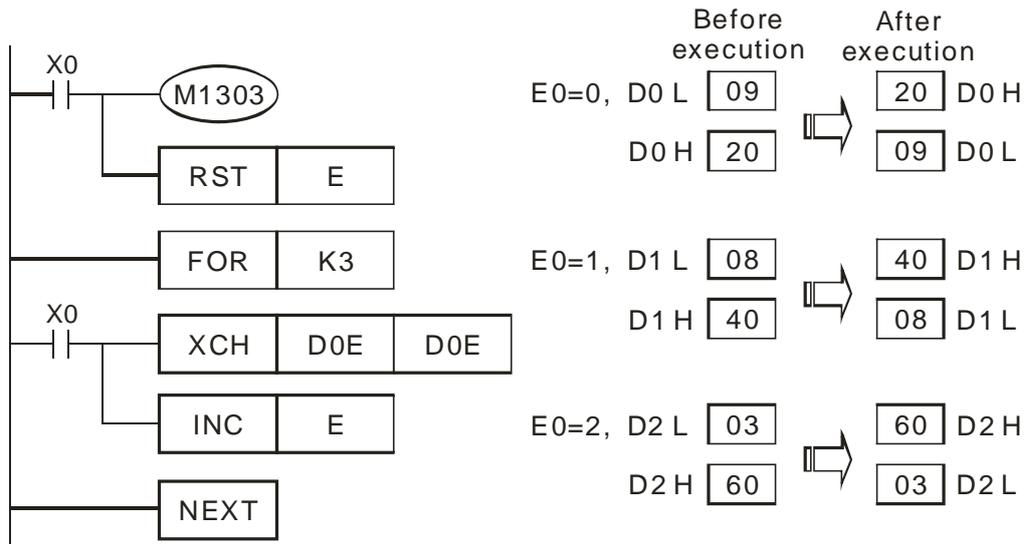 X0
M1303
RST E
FOR K3
X0
XCH D0E D0E
INC E
NEXT
Before execution
After execution
E0=0, D0 L 09 20 D0 H
D0 H 20 09 D0 L
E0=1, D1 L 08 40 D1 H
D1 H 40 08 D1 L
E0=2, D2 L 03 60 D2 H
D2 H 60 03 D2 L